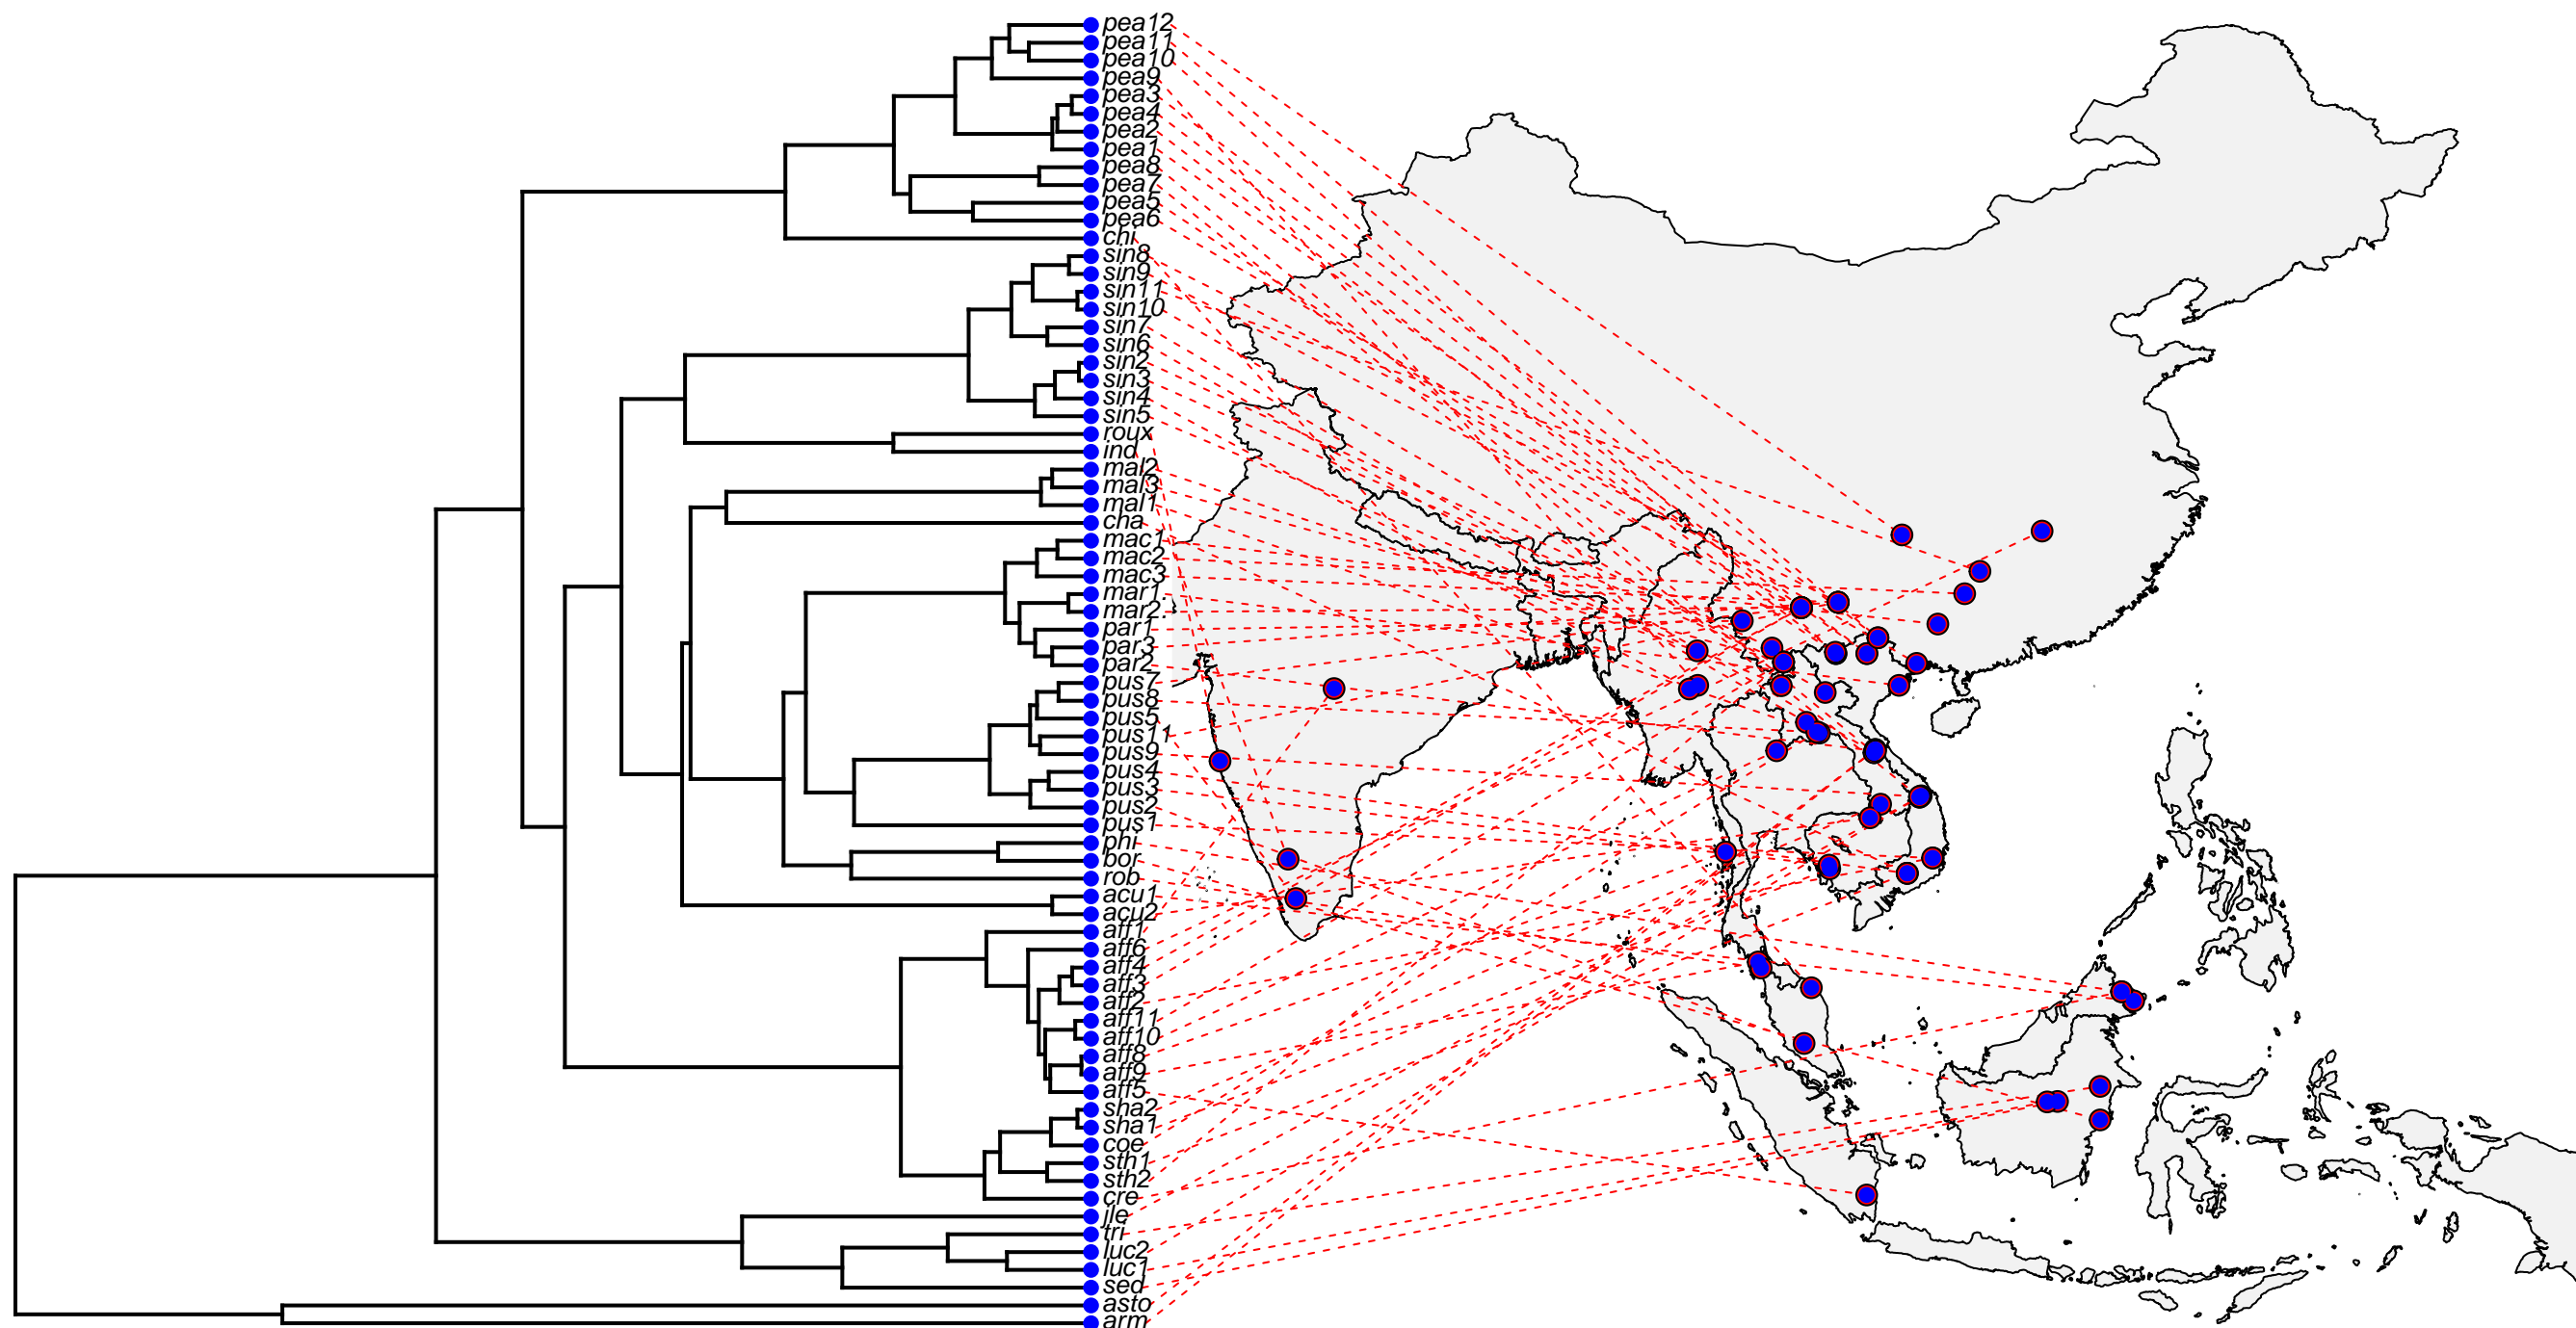 pea12
pea11
pea10
pea9
pea3
pea4
pea2
pea1
pea8
pea7
pea5
pea6
chi
sin8
sin9
sin11
sin10
sin7
sin6
sin2
sin3
sin4
sin5
roux
ind
mal2
mal3
mal1
cha
mac1
mac2
mac3
mar1.
mar2.
par1
par3
par2
pus7
pus8
pus5
pus11
pus9
pus4
pus3
pus2
pus1
phi
bor
rob
acu1
acu2
aff1
aff6
aff4
aff3
aff2
aff11
aff10
aff8
aff9
aff5
sha2
sha1
coe
sth1
sth2
cre
jle
tri
luc2
luc1
sed
asto
arm